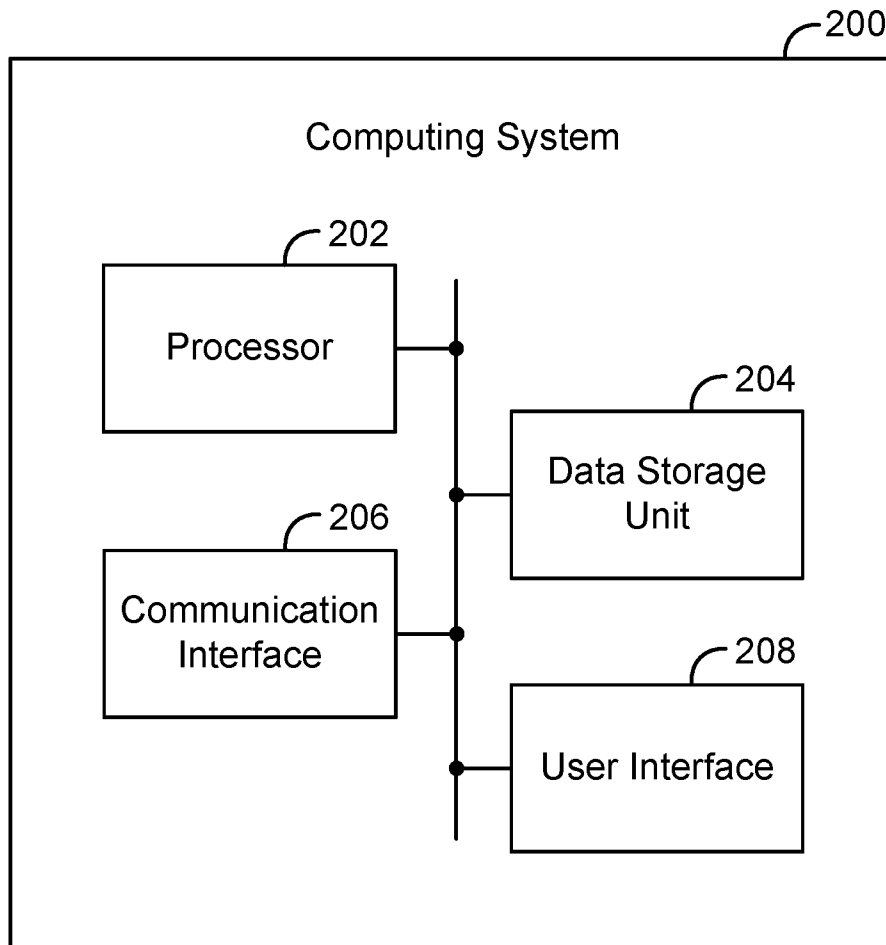 200
Computing System
202
Processor
204
Data Storage
Unit
206
Communication
Interface
208
User Interface